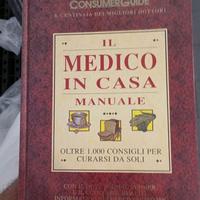 CONSUMER GUIDE
E CENTINAIA DEI MIGLIORI DOTTORI
IL
MEDICO
IN CASA
MANUALE
OLTRE 1.000 CONSIGLI PER
CURARSI DA SOLI